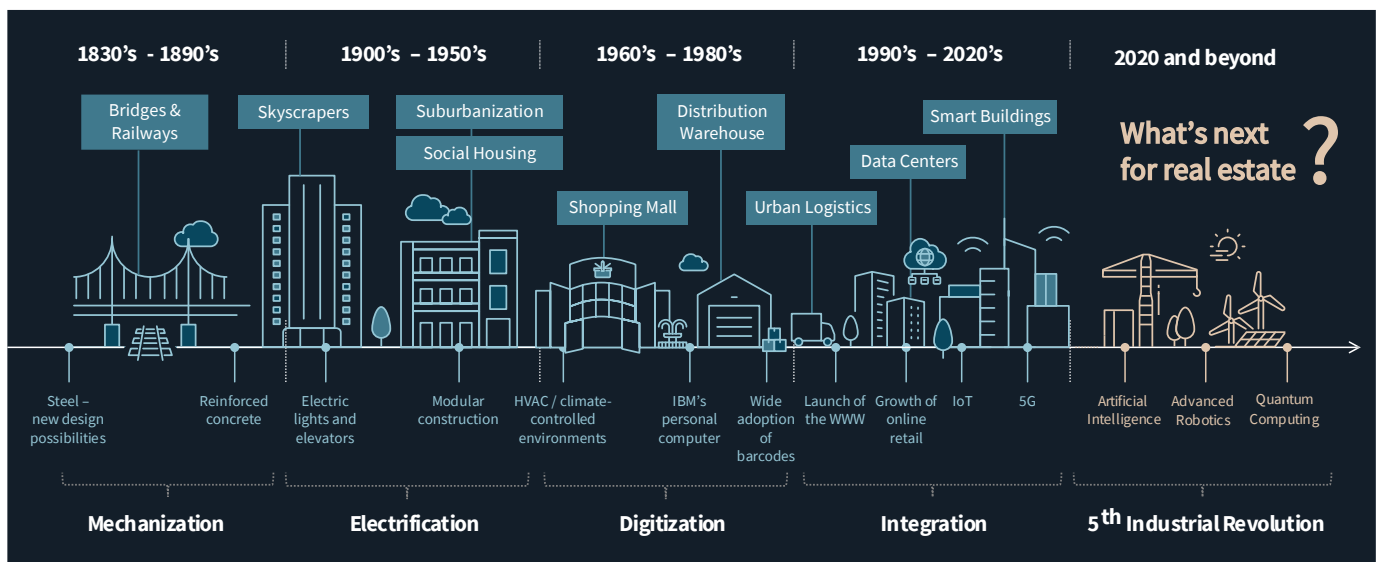 1830’s - 1890’s
1900’s – 1950’s
1960’s – 1980’s
1990’s – 2020’s
2020 and beyond
Bridges &
Railways
Skyscrapers
Suburbanization
Social Housing
Shopping Mall
Distribution
Warehouse
Urban Logistics
Data Centers
Smart Buildings
What’s next
for real estate
?
Steel –
new design
possibilities
Reinforced
concrete
Electric
lights and
elevators
Modular
construction
HVAC / climate-
controlled
environments
IBM’s
personal
computer
Wide
adoption
of
barcodes
Launch of
the WWW
Growth of
online
retail
IoT
5G
Artificial
Intelligence
Advanced
Robotics
Quantum
Computing
Mechanization
Electrification
Digitization
Integration
5th Industrial Revolution